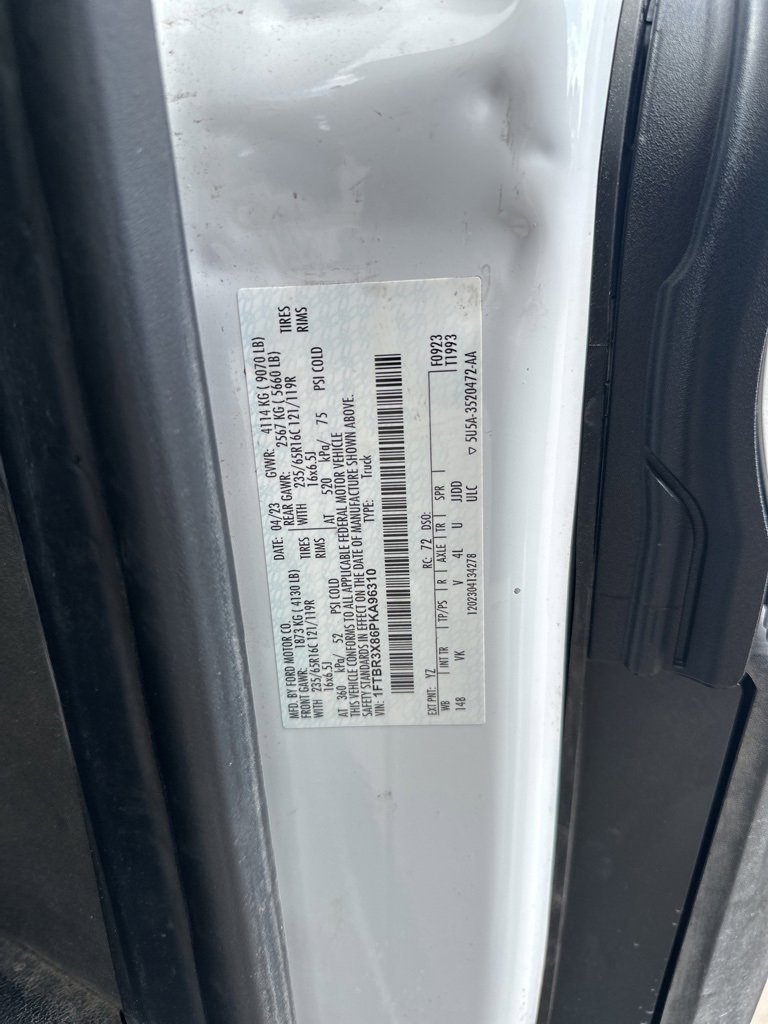 MFD. BY FORD MOTOR CO.
DATE: 04/23 GVWR: 4114 KG ( 9070 LB)
FRONT GAWR: 1873 KG ( 4130 LB) REAR GAWR: 2567 KG ( 5660 LB)
WITH 235/65R16C 121/119R TIRES WITH 235/65R16C 121/119R TIRES
16x6.5J RIMS 16x6.5J RIMS
AT 360 kPa/ 52 PSI COLD AT 520 kPa/ 75 PSI COLD
THIS VEHICLE CONFORMS TO ALL APPLICABLE FEDERAL MOTOR VEHICLE
SAFETY STANDARDS IN EFFECT ON THE DATE OF MANUFACTURE SHOWN ABOVE.
VIN: 1FTBR3X86PKA96310 TYPE: Truck
F0923
T1993
EXT PNT: YZ RC: 72 DSO:
WB INT TR TP/PS R AXLE TR SPR
148 VK V 4L U JJDD
1202304134278 ULC ▽ 5U5A-3520472-AA